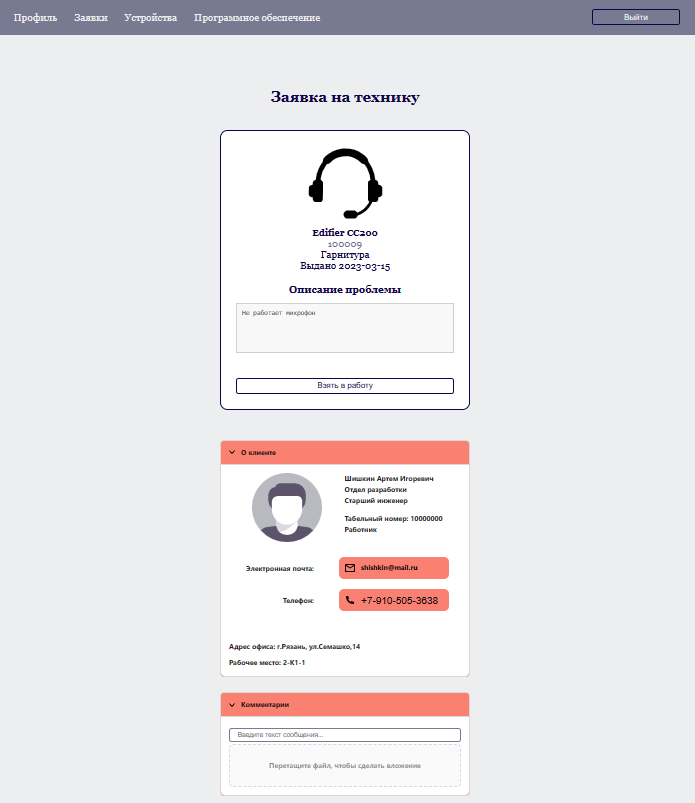 Профиль Заявки Устройства Программное обеспечение Выйти
Заявка на технику
Edifier CC200
100009
Гарнитура
Выдано 2023-03-15
Описание проблемы
Не работает микрофон
Взять в работу
О клиенте
Шишкин Артем Игоревич
Отдел разработки
Старший инженер
Табельный номер: 10000000
Работник
Электронная почта: shishkin@mail.ru
Телефон: +7-910-505-3638
Адрес офиса: г.Рязань, ул.Семашко,14
Рабочее место: 2-К1-1
Комментарии
Введите текст сообщения...
Перетащите файл, чтобы сделать вложение